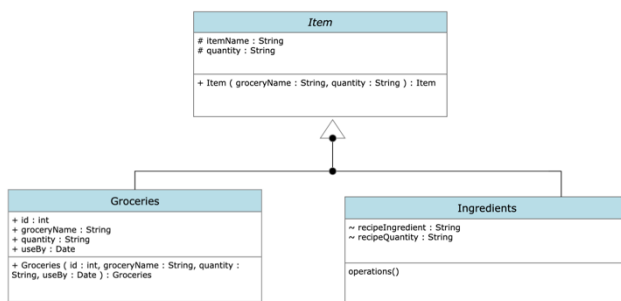 Item
# itemName : String
# quantity : String
+ Item ( groceryName : String, quantity : String ) : Item
Groceries
+ id : int
+ groceryName : String
+ quantity : String
+ useBy : Date
+ Groceries ( id : int, groceryName : String, quantity :
String, useBy : Date ) : Groceries
Ingredients
~ recipeIngredient : String
~ recipeQuantity : String
operations()